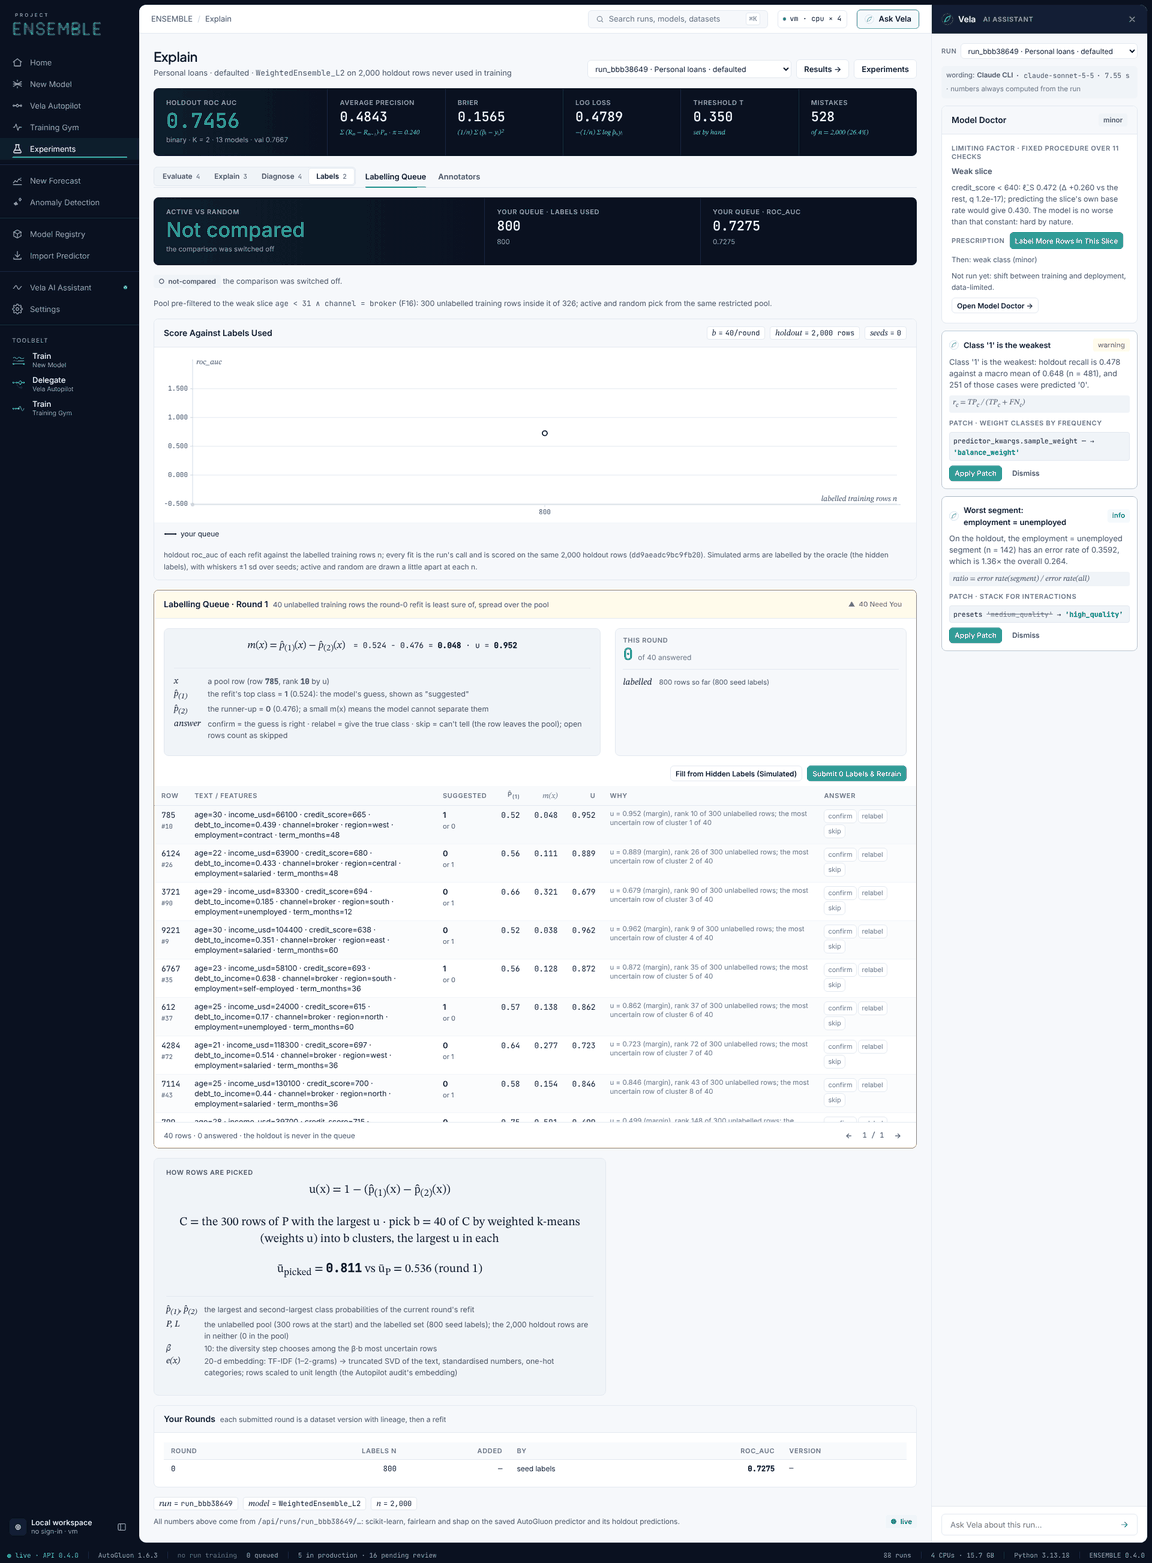 PROJECT
ENSEMBLE
Home
New Model
Vela Autopilot
Training Gym
Experiments
New Forecast
Anomaly Detection
Model Registry
Import Predictor
Vela AI Assistant
Settings
TOOLBELT
Train
New Model
Delegate
Vela Autopilot
Train
Training Gym
Local workspace
no sign-in · vm
ENSEMBLE / Explain
Search runs, models, datasets ⌘K
vm · cpu × 4
Ask Vela
Explain
Personal loans · defaulted · WeightedEnsemble_L2 on 2,000 holdout rows never used in training
run_bbb38649 · Personal loans · defaulted
Results →
Experiments
HOLDOUT ROC AUC
0.7456
binary · K = 2 · 13 models · val 0.7667
AVERAGE PRECISION
0.4843
BRIER
0.1565
LOG LOSS
0.4789
THRESHOLD T
0.350
set by hand
MISTAKES
528
of n = 2,000 (26.4%)
Evaluate 4 Explain 3 Diagnose 4 Labels 2 Labelling Queue Annotators
ACTIVE VS RANDOM
Not compared
the comparison was switched off
YOUR QUEUE · LABELS USED
800
800
YOUR QUEUE · ROC_AUC
0.7275
0.7275
not-compared the comparison was switched off.
Pool pre-filtered to the weak slice age < 31 ∧ channel = broker (F16): 300 unlabelled training rows inside it of 326; active and random pick from the same restricted pool.
Score Against Labels Used
b = 40/round holdout = 2,000 rows seeds = 0
roc_auc
1.500
1.000
0.500
0.000
-0.500
labelled training rows n
800
your queue
holdout roc_auc of each refit against the labelled training rows n; every fit is the run's call and is scored on the same 2,000 holdout rows (dd9aeadc9bc9fb20). Simulated arms are labelled by the oracle (the hidden
labels), with whiskers ±1 sd over seeds; active and random are drawn a little apart at each n.
Labelling Queue · Round 1 40 unlabelled training rows the round-0 refit is least sure of, spread over the pool
▲ 40 Need You
m(x) = p̂(1)(x) − p̂(2)(x) = 0.524 - 0.476 = 0.048 · u = 0.952
x a pool row (row 785, rank 10 by u)
p̂(1) the refit's top class = 1 (0.524): the model's guess, shown as "suggested"
p̂(2) the runner-up = 0 (0.476); a small m(x) means the model cannot separate them
answer confirm = the guess is right · relabel = give the true class · skip = can't tell (the row leaves the pool); open
rows count as skipped
THIS ROUND
0 of 40 answered
labelled 800 rows so far (800 seed labels)
Fill from Hidden Labels (Simulated)
Submit 0 Labels & Retrain
ROW TEXT / FEATURES SUGGESTED P̂(1) m(x) U WHY ANSWER
785 age=30 · income_usd=66100 · credit_score=665 · 1 0.52 0.048 0.952 u = 0.952 (margin), rank 10 of 300 unlabelled rows; the most confirm relabel
#10 debt_to_income=0.439 · channel=broker · region=west · or 0 uncertain row of cluster 1 of 40
employment=contract · term_months=48 skip
6124 age=22 · income_usd=63900 · credit_score=680 · 0 0.56 0.111 0.889 u = 0.889 (margin), rank 26 of 300 unlabelled rows; the most confirm relabel
#26 debt_to_income=0.433 · channel=broker · region=central · or 1 uncertain row of cluster 2 of 40
employment=salaried · term_months=48 skip
3721 age=29 · income_usd=83300 · credit_score=694 · 0 0.66 0.321 0.679 u = 0.679 (margin), rank 90 of 300 unlabelled rows; the most confirm relabel
#90 debt_to_income=0.185 · channel=broker · region=south · or 1 uncertain row of cluster 3 of 40
employment=unemployed · term_months=12 skip
9221 age=30 · income_usd=104400 · credit_score=638 · 0 0.52 0.038 0.962 u = 0.962 (margin), rank 9 of 300 unlabelled rows; the most confirm relabel
#9 debt_to_income=0.351 · channel=broker · region=east · or 1 uncertain row of cluster 4 of 40
employment=salaried · term_months=60 skip
6767 age=23 · income_usd=58100 · credit_score=693 · 1 0.56 0.128 0.872 u = 0.872 (margin), rank 35 of 300 unlabelled rows; the most confirm relabel
#35 debt_to_income=0.638 · channel=broker · region=south · or 0 uncertain row of cluster 5 of 40
employment=self-employed · term_months=36 skip
612 age=25 · income_usd=24000 · credit_score=615 · 1 0.57 0.138 0.862 u = 0.862 (margin), rank 37 of 300 unlabelled rows; the most confirm relabel
#37 debt_to_income=0.17 · channel=broker · region=north · or 0 uncertain row of cluster 6 of 40
employment=unemployed · term_months=60 skip
4284 age=21 · income_usd=118300 · credit_score=697 · 0 0.64 0.277 0.723 u = 0.723 (margin), rank 72 of 300 unlabelled rows; the most confirm relabel
#72 debt_to_income=0.514 · channel=broker · region=west · or 1 uncertain row of cluster 7 of 40
employment=salaried · term_months=36 skip
7114 age=25 · income_usd=130100 · credit_score=700 · 0 0.58 0.154 0.846 u = 0.846 (margin), rank 43 of 300 unlabelled rows; the most confirm relabel
#43 debt_to_income=0.44 · channel=broker · region=north · or 1 uncertain row of cluster 8 of 40
employment=salaried · term_months=36 skip
40 rows · 0 answered · the holdout is never in the queue
← 1 / 1 →
HOW ROWS ARE PICKED
u(x) = 1 − (p̂(1)(x) − p̂(2)(x))
C = the 300 rows of P with the largest u · pick b = 40 of C by weighted k-means
(weights u) into b clusters, the largest u in each
ūpicked = 0.811 vs ūP = 0.536 (round 1)
p̂(1), p̂(2) the largest and second-largest class probabilities of the current round's refit
P, L the unlabelled pool (300 rows at the start) and the labelled set (800 seed labels); the 2,000 holdout rows are
in neither (0 in the pool)
β 10: the diversity step chooses among the β·b most uncertain rows
e(x) 20-d embedding: TF-IDF (1–2-grams) → truncated SVD of the text, standardised numbers, one-hot
categories; rows scaled to unit length (the Autopilot audit's embedding)
Your Rounds each submitted round is a dataset version with lineage, then a refit
ROUND LABELS N ADDED BY ROC_AUC VERSION
0 800 — seed labels 0.7275 —
run = run_bbb38649 model = WeightedEnsemble_L2 n = 2,000
All numbers above come from /api/runs/run_bbb38649/…: scikit-learn, fairlearn and shap on the saved AutoGluon predictor and its holdout predictions.
live
Vela AI ASSISTANT
RUN run_bbb38649 · Personal loans · defaulted
wording: Claude CLI · claude-sonnet-5-5 · 7.55 s
· numbers always computed from the run
Model Doctor minor
LIMITING FACTOR · FIXED PROCEDURE OVER 11
CHECKS
Weak slice
credit_score < 640: ℓ_S 0.472 (Δ +0.260 vs the
rest, q 1.2e-17); predicting the slice's own base
rate would give 0.430. The model is no worse
than that constant: hard by nature.
PRESCRIPTION Label More Rows In This Slice
Then: weak class (minor)
Not run yet: shift between training and deployment,
data-limited.
Open Model Doctor →
Class '1' is the weakest warning
Class '1' is the weakest: holdout recall is 0.478
against a macro mean of 0.648 (n = 481), and
251 of those cases were predicted '0'.
r_c = TP_c / (TP_c + FN_c)
PATCH · WEIGHT CLASSES BY FREQUENCY
predictor_kwargs.sample_weight — →
'balance_weight'
Apply Patch Dismiss
Worst segment:
employment = unemployed
info
On the holdout, the employment = unemployed
segment (n = 142) has an error rate of 0.3592,
which is 1.36× the overall 0.264.
ratio = error rate(segment) / error rate(all)
PATCH · STACK FOR INTERACTIONS
presets 'medium_quality' → 'high_quality'
Apply Patch Dismiss
Ask Vela about this run...
live · API 0.4.0 AutoGluon 1.6.3 no run training 0 queued 5 in production · 16 pending review
88 runs 4 CPUs · 15.7 GB Python 3.13.18 ENSEMBLE 0.4.0